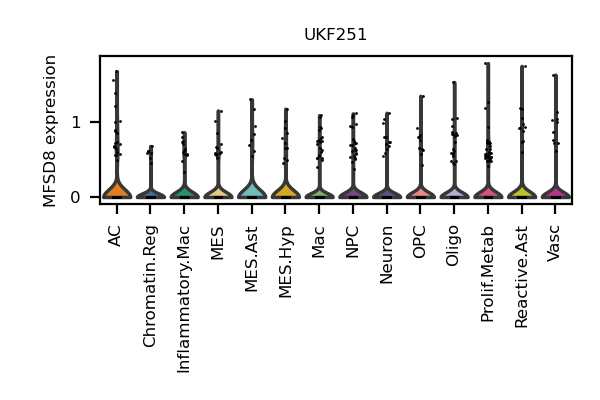 UKF251
MFSD8 expression
1
0
AC
Chromatin.Reg
Inflammatory.Mac
MES
MES.Ast
MES.Hyp
Mac
NPC
Neuron
OPC
Oligo
Prolif.Metab
Reactive.Ast
Vasc